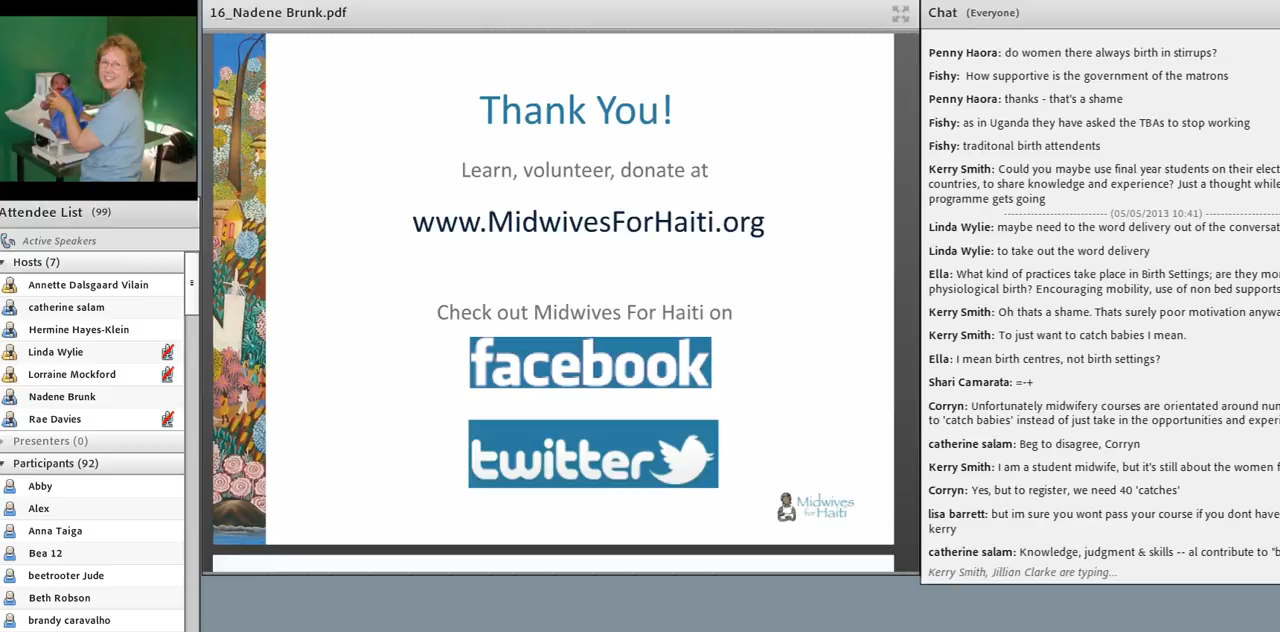 16_Nadene Brunk.pdf
Thank You!
Learn, volunteer, donate at
www.MidwivesForHaiti.org
Check out Midwives For Haiti on
facebook
twitter
Midwives
for Haiti
Attendee List (99)
Active Speakers
Hosts (7)
Annette Dalsgaard Vilain
catherine salam
Hermine Hayes-Klein
Linda Wylie
Lorraine Mockford
Nadene Brunk
Rae Davies
Presenters (0)
Participants (92)
Abby
Alex
Anna Taiga
Bea 12
beetrooter Jude
Beth Robson
brandy caravalho
Chat (Everyone)
Penny Haora: do women there always birth in stirrups?
Fishy: How supportive is the government of the matrons
Penny Haora: thanks - that's a shame
Fishy: as in Uganda they have asked the TBAs to stop working
Fishy: traditonal birth attendents
Kerry Smith: Could you maybe use final year students on their elect
countries, to share knowledge and experience? Just a thought while
programme gets going
(05/05/2013 10:41)
Linda Wylie: maybe need to the word delivery out of the conversat
Linda Wylie: to take out the word delivery
Ella: What kind of practices take place in Birth Settings; are they mo
physiological birth? Encouraging mobility, use of non bed supports
Kerry Smith: Oh thats a shame. Thats surely poor motivation anywa
Kerry Smith: To just want to catch babies I mean.
Ella: I mean birth centres, not birth settings?
Shari Camarata: =-+
Corryn: Unfortunately midwifery courses are orientated around nur
to 'catch babies' instead of just take in the opportunities and experi
catherine salam: Beg to disagree, Corryn
Kerry Smith: I am a student midwife, but it's still about the women f
Corryn: Yes, but to register, we need 40 'catches'
lisa barrett: but im sure you wont pass your course if you dont have
kerry
catherine salam: Knowledge, judgment & skills -- al contribute to "b
Kerry Smith, Jillian Clarke are typing...